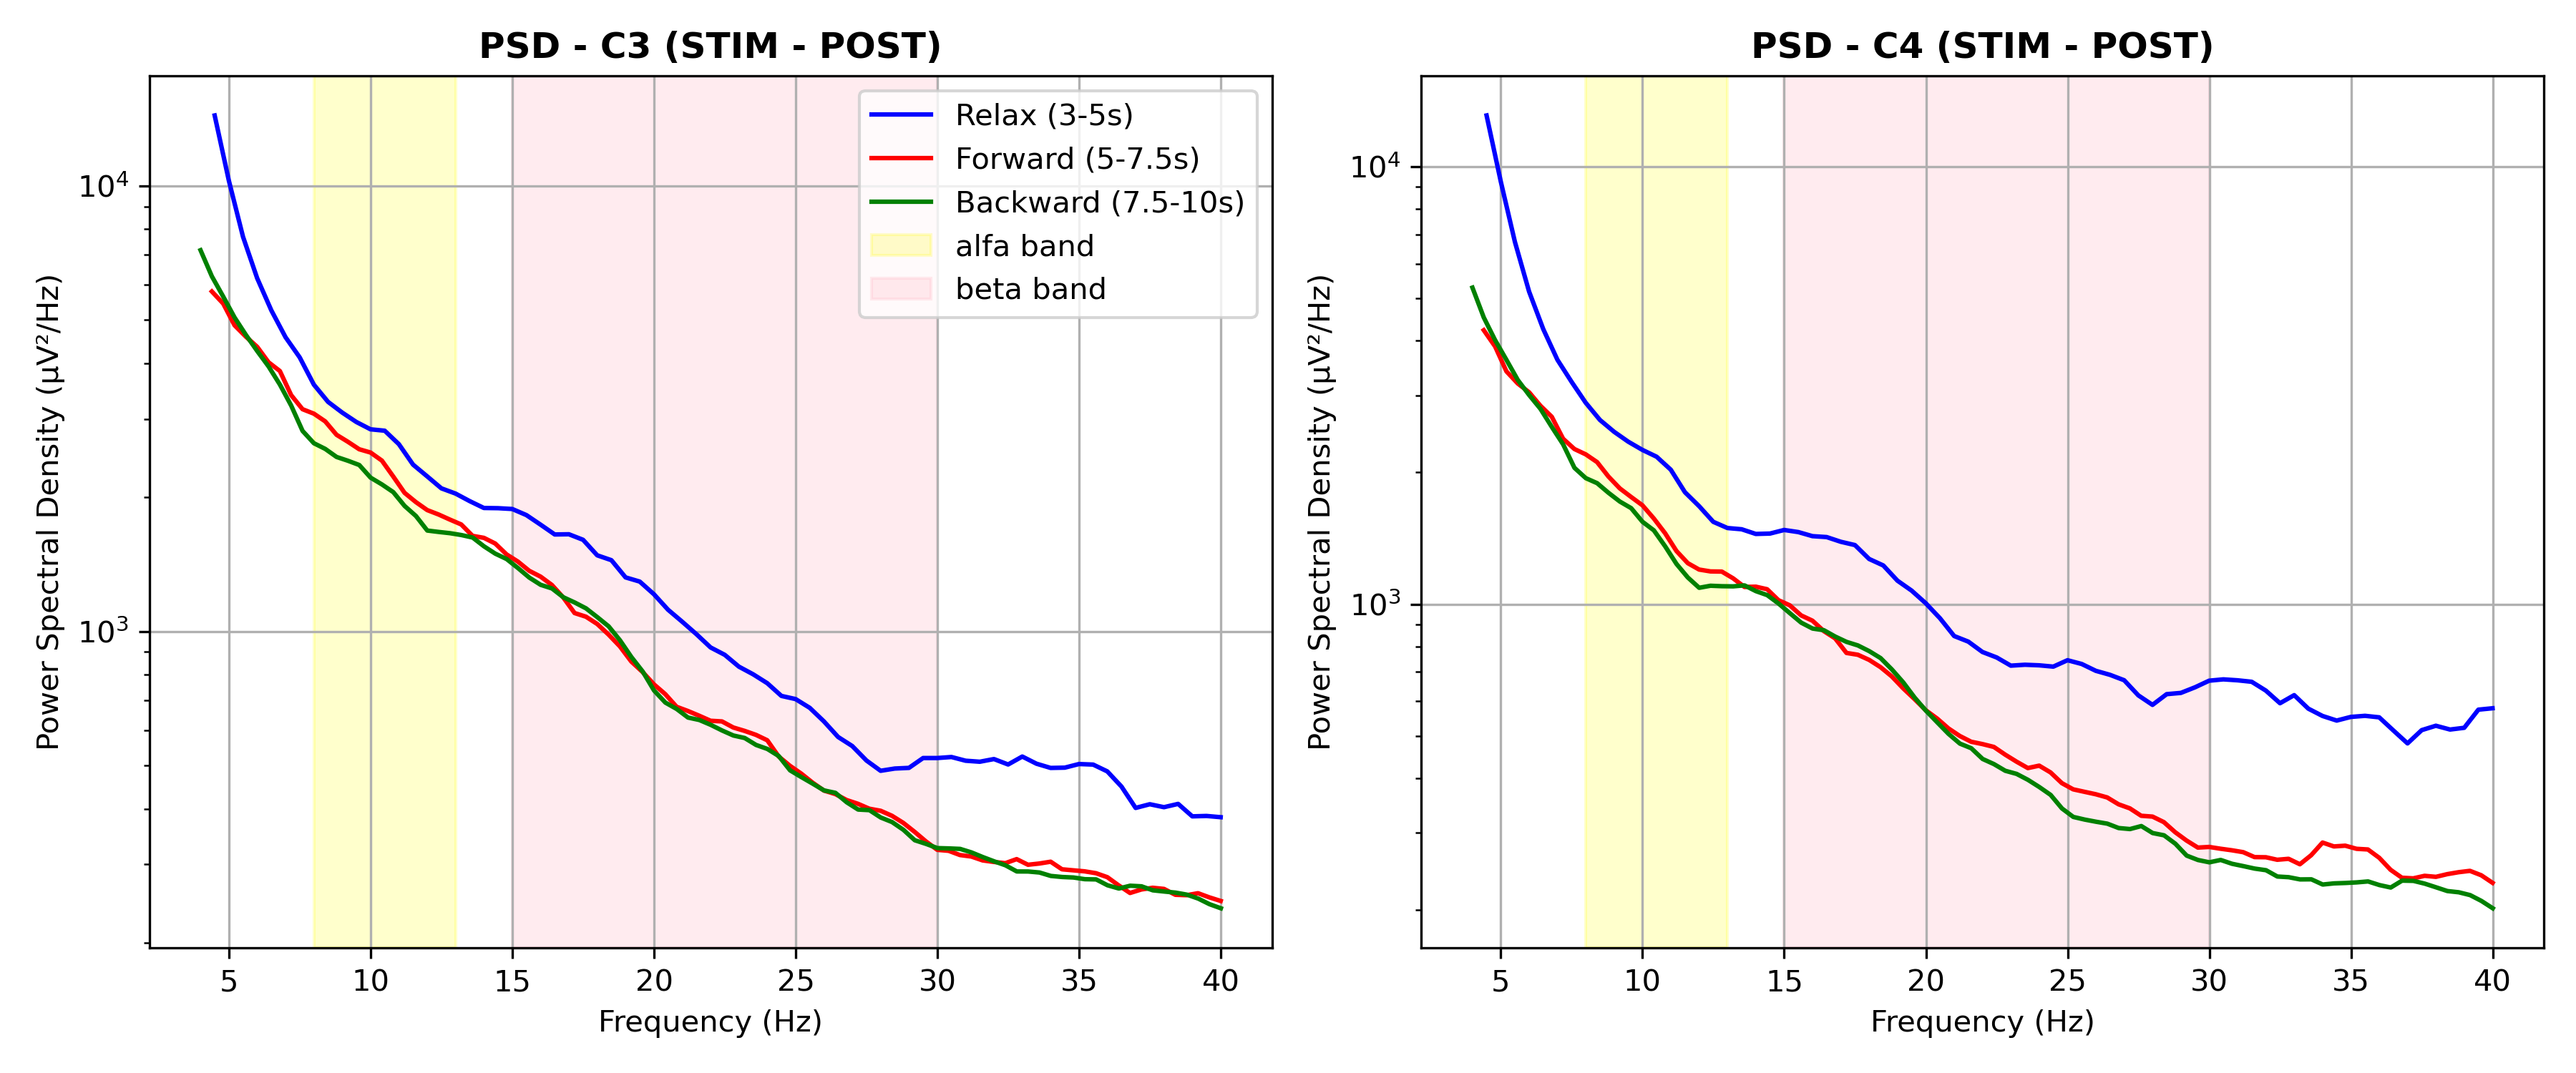 PSD - C3 (STIM - POST)
Power Spectral Density (μV²/Hz)
10⁴
10³
Relax (3-5s)
Forward (5-7.5s)
Backward (7.5-10s)
alfa band
beta band
5 10 15 20 25 30 35 40
Frequency (Hz)
PSD - C4 (STIM - POST)
Power Spectral Density (μV²/Hz)
10⁴
10³
5 10 15 20 25 30 35 40
Frequency (Hz)